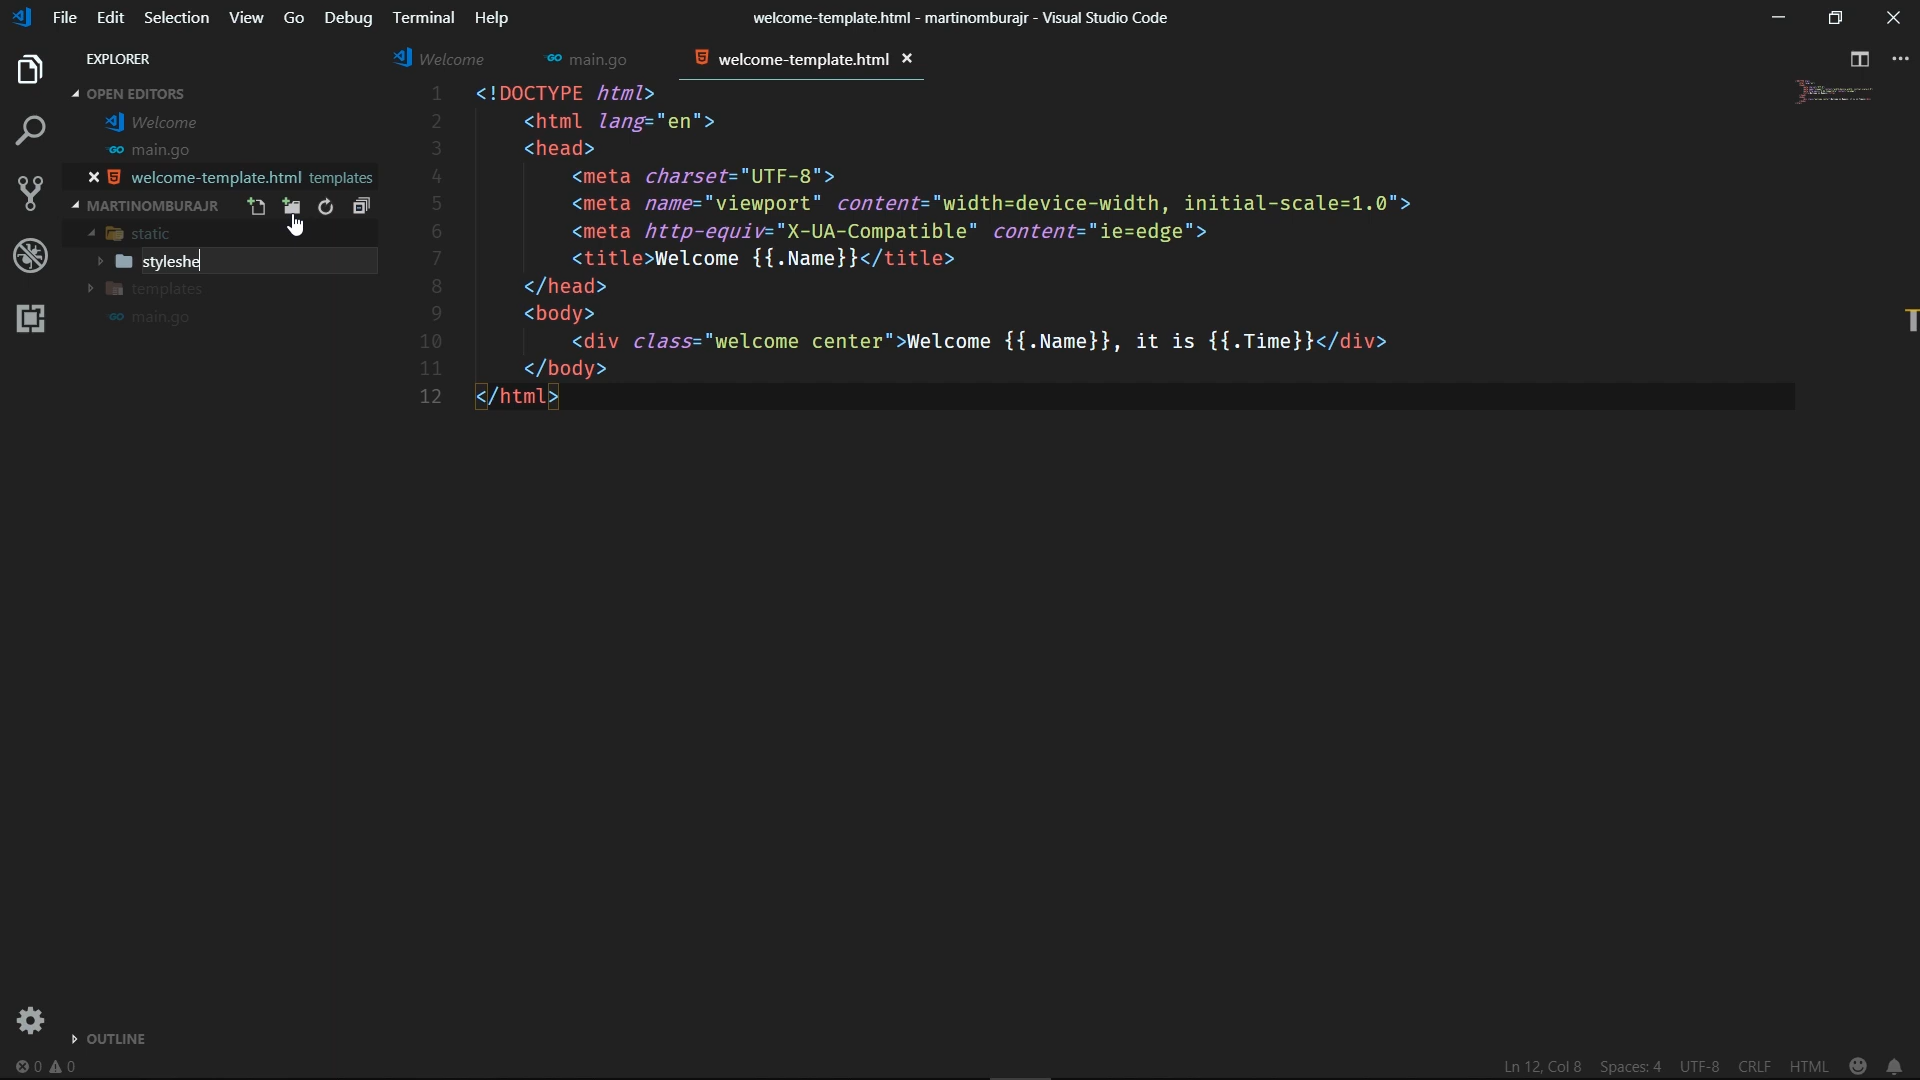 File Edit Selection View Go Debug Terminal Help
welcome-template.html - martinomburajr - Visual Studio Code
EXPLORER
OPEN EDITORS
Welcome
main.go
welcome-template.html templates
MARTINOMBURAJR
static
styleshe
templates
main.go
OUTLINE
Welcome main.go welcome-template.html
1 <!DOCTYPE html>
2 <html lang="en">
3 <head>
4 <meta charset="UTF-8">
5 <meta name="viewport" content="width=device-width, initial-scale=1.0">
6 <meta http-equiv="X-UA-Compatible" content="ie=edge">
7 <title>Welcome {{.Name}}</title>
8 </head>
9 <body>
10 <div class="welcome center">Welcome {{.Name}}, it is {{.Time}}</div>
11 </body>
12 </html>
0 0
Ln 12, Col 8 Spaces: 4 UTF-8 CRLF HTML